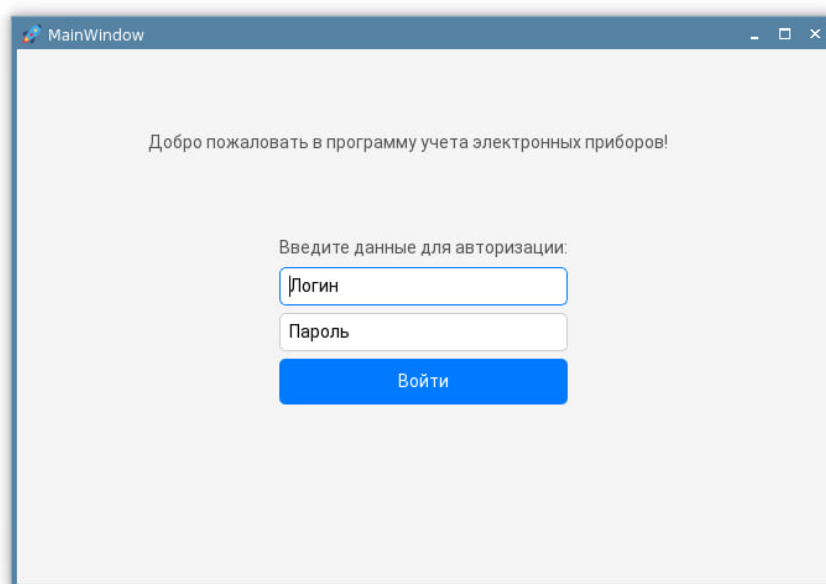 MainWindow
Добро пожаловать в программу учета электронных приборов!
Введите данные для авторизации:
Логин
Пароль
Войти